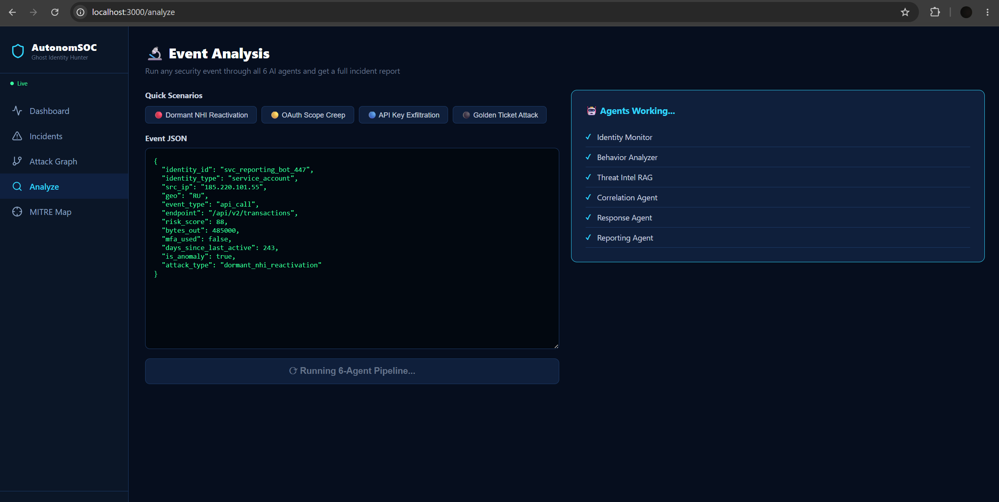 localhost:3000/analyze
AutonomSOC
Ghost Identity Hunter
Live
Dashboard
Incidents
Attack Graph
Analyze
MITRE Map
Event Analysis
Run any security event through all 6 AI agents and get a full incident report
Quick Scenarios
Dormant NHI Reactivation
OAuth Scope Creep
API Key Exfiltration
Golden Ticket Attack
Event JSON
{
"identity_id": "svc_reporting_bot_447",
"identity_type": "service_account",
"src_ip": "185.220.101.55",
"geo": "RU",
"event_type": "api_call",
"endpoint": "/api/v2/transactions",
"risk_score": 88,
"bytes_out": 485000,
"mfa_used": false,
"days_since_last_active": 243,
"is_anomaly": true,
"attack_type": "dormant_nhi_reactivation"
}
⟳ Running 6-Agent Pipeline...
Agents Working...
✓ Identity Monitor
✓ Behavior Analyzer
✓ Threat Intel RAG
✓ Correlation Agent
✓ Response Agent
✓ Reporting Agent